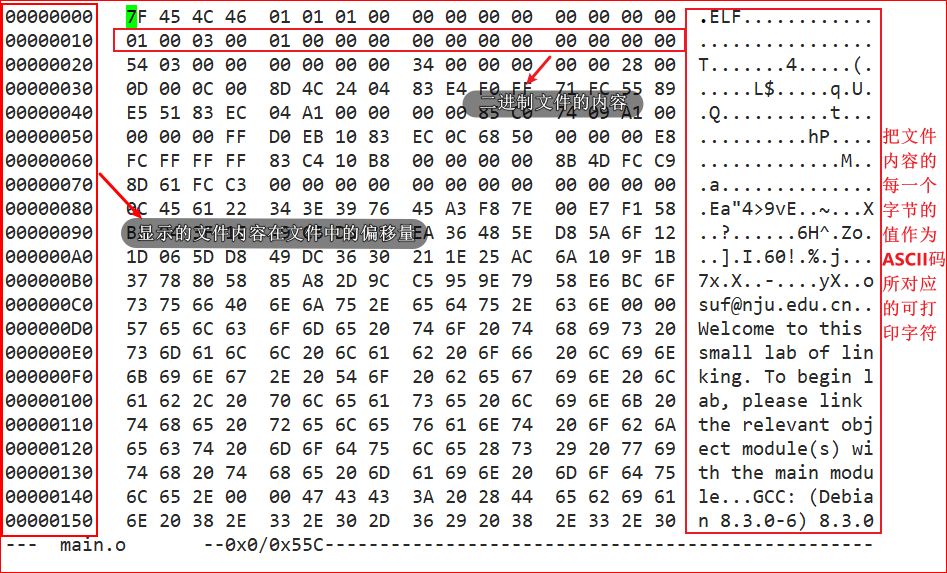 00000000 7F 45 4C 46 01 01 01 00 00 00 00 00 00 00 00 00 .ELF............
00000010 01 00 03 00 01 00 00 00 00 00 00 00 00 00 00 00 ................
00000020 54 03 00 00 00 00 00 00 34 00 00 00 00 00 28 00 T.......4.....(.
00000030 0D 00 0C 00 8D 4C 24 04 83 E4 F0 FF 71 FC 55 89 .....L$.....q.U.
二进制文件的内容
00000040 E5 51 83 EC 04 A1 00 00 00 00 85 C0 74 09 A1 00 .Q..........t...
00000050 00 00 00 FF D0 EB 10 83 EC 0C 68 50 00 00 00 E8 ..........hP....
00000060 FC FF FF FF 83 C4 10 B8 00 00 00 00 8B 4D FC C9 .............M..
00000070 8D 61 FC C3 00 00 00 00 00 00 00 00 00 00 00 00 .a..............
00000080 0C 45 61 22 34 3E 39 76 45 A3 F8 7E 00 E7 F1 58 .Ea"4>9vE..~...X
显示的文件内容在文件中的偏移量
00000090 EA 36 48 5E D8 5A 6F 12 ..?......6H^.Zo.
000000A0 1D 06 5D D8 49 DC 36 30 21 1E 25 AC 6A 10 9F 1B ..].I.60!.%.j...
000000B0 37 78 80 58 85 A8 2D 9C C5 95 9E 79 58 E6 BC 6F 7x.X..-....yX..o
000000C0 73 75 66 40 6E 6A 75 2E 65 64 75 2E 63 6E 00 00 suf@nju.edu.cn..
000000D0 57 65 6C 63 6F 6D 65 20 74 6F 20 74 68 69 73 20 Welcome to this
000000E0 73 6D 61 6C 6C 20 6C 61 62 20 6F 66 20 6C 69 6E small lab of lin
000000F0 6B 69 6E 67 2E 20 54 6F 20 62 65 67 69 6E 20 6C king. To begin l
00000100 61 62 2C 20 70 6C 65 61 73 65 20 6C 69 6E 6B 20 ab, please link
00000110 74 68 65 20 72 65 6C 65 76 61 6E 74 20 6F 62 6A the relevant obj
00000120 65 63 74 20 6D 6F 64 75 6C 65 28 73 29 20 77 69 ect module(s) wi
00000130 74 68 20 74 68 65 20 6D 61 69 6E 20 6D 6F 64 75 th the main modu
00000140 6C 65 2E 00 00 47 43 43 3A 20 28 44 65 62 69 61 le...GCC: (Debia
00000150 6E 20 38 2E 33 2E 30 2D 36 29 20 38 2E 33 2E 30 n 8.3.0-6) 8.3.0
--- main.o --0x0/0x55C--------------------------------------------------
把文件
内容的
每一个
字节的
值作为
ASCII码
所对应
的可打
印字符